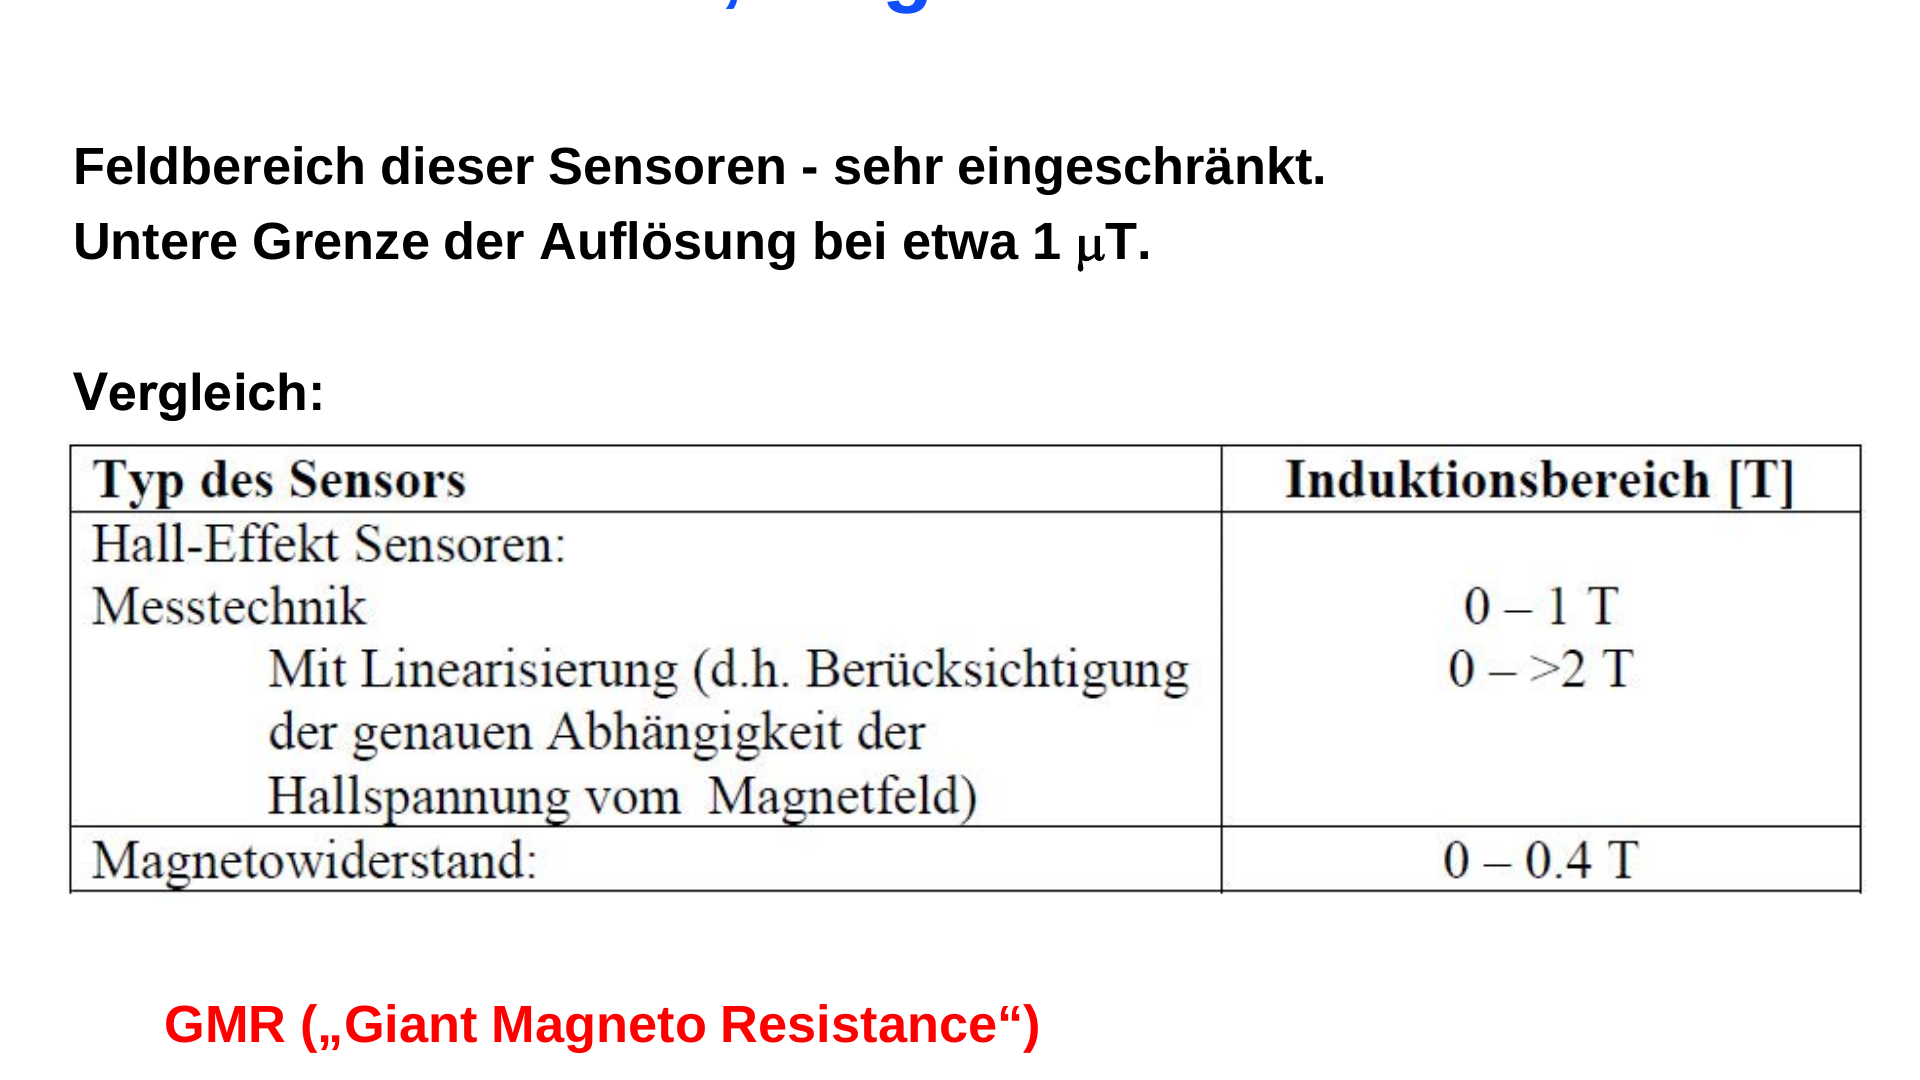 Feldbereich dieser Sensoren - sehr eingeschränkt.
Untere Grenze der Auflösung bei etwa 1 μT.
Vergleich:
Typ des Sensors Induktionsbereich [T]
Hall-Effekt Sensoren:
Messtechnik 0 – 1 T
Mit Linearisierung (d.h. Berücksichtigung 0 – >2 T
der genauen Abhängigkeit der
Hallspannung vom Magnetfeld)
Magnetowiderstand: 0 – 0.4 T
GMR („Giant Magneto Resistance“)